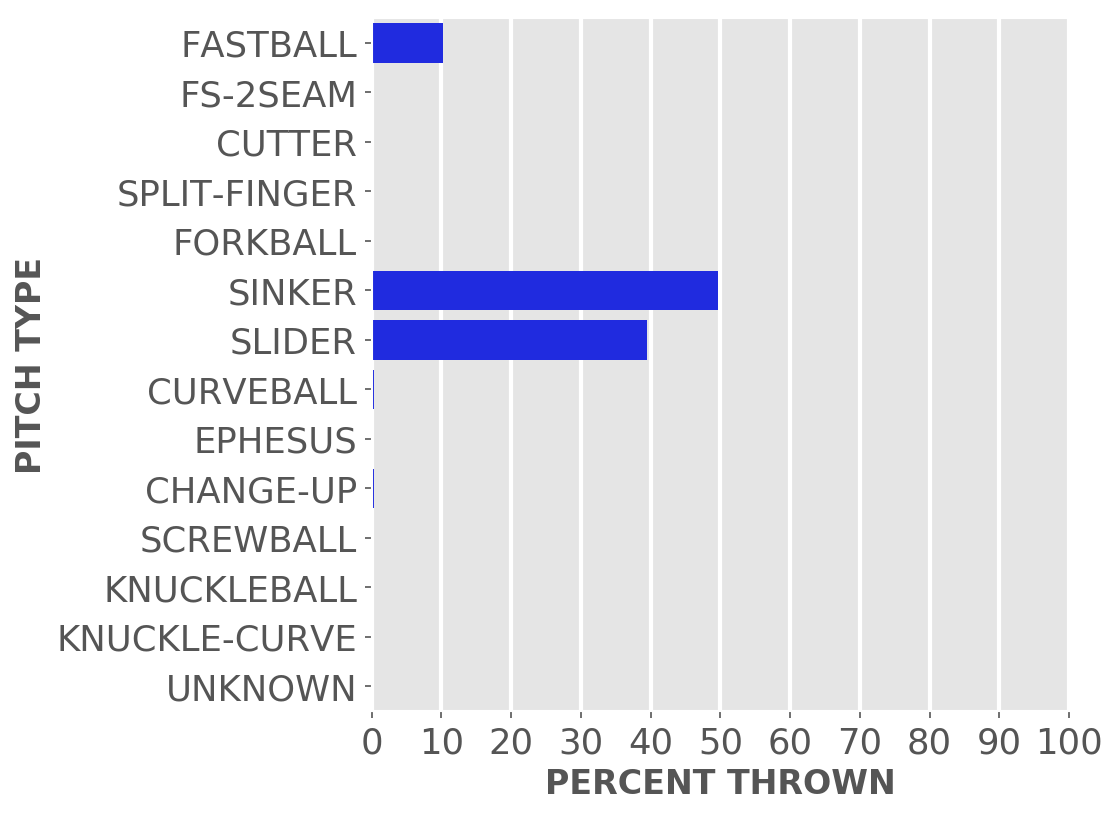 FASTBALL
FS-2SEAM
CUTTER
SPLIT-FINGER
FORKBALL
SINKER
SLIDER
CURVEBALL
EPHESUS
CHANGE-UP
SCREWBALL
KNUCKLEBALL
KNUCKLE-CURVE
UNKNOWN
PITCH TYPE
0 10 20 30 40 50 60 70 80 90 100
PERCENT THROWN